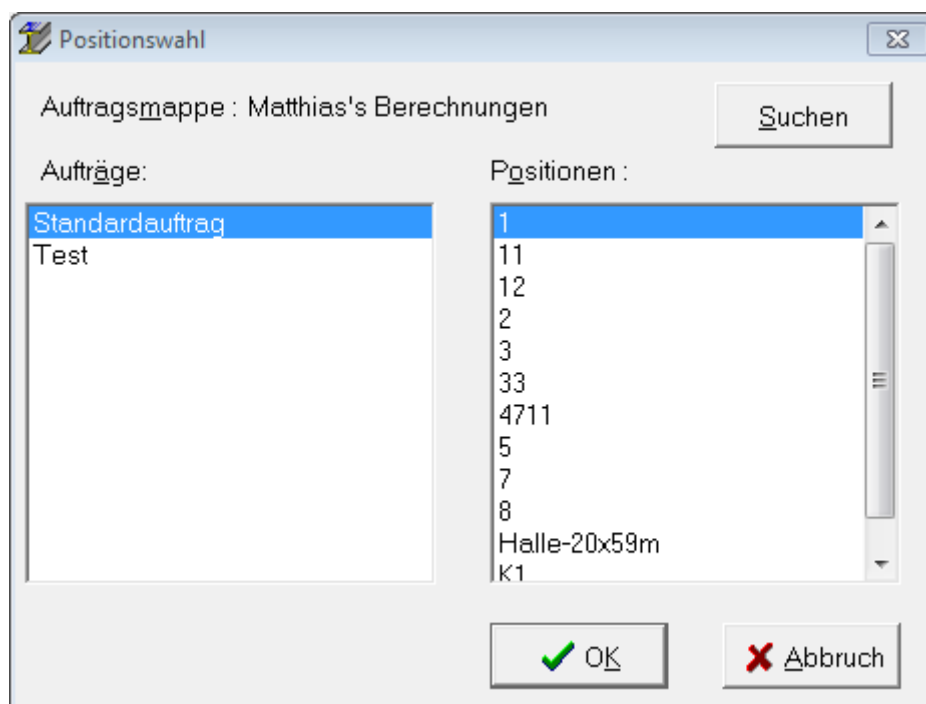 Positionswahl
Auftragsmappe : Matthias's Berechnungen
Suchen
Aufträge:
Standardauftrag
Test
Positionen :
1
11
12
2
3
33
4711
5
7
8
Halle-20x59m
K1
OK
Abbruch